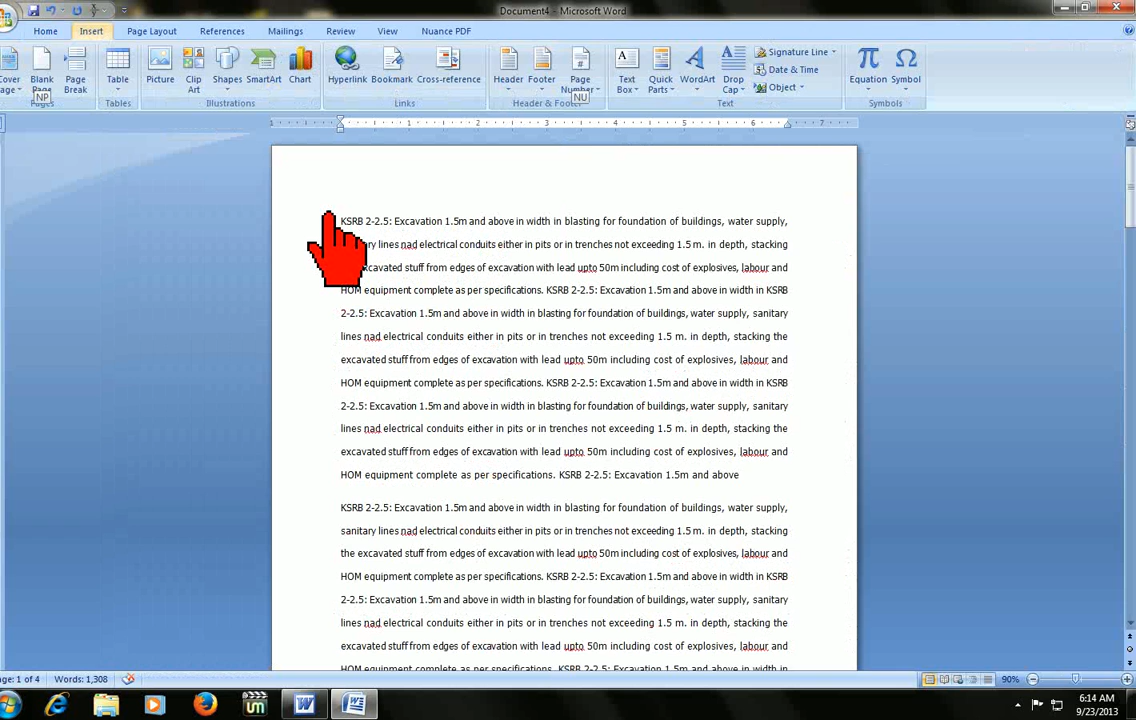 Document4 - Microsoft Word
Home Insert Page Layout References Mailings Review View Nuance PDF
Cover Page Blank Page Page Break Table Picture Clip Art Shapes SmartArt Chart Hyperlink Bookmark Cross-reference Header Footer Page Number Text Box Quick Parts WordArt Drop Cap Signature Line Date & Time Object Equation Symbol
NP NU
Pages Tables Illustrations Links Header & Footer Text Symbols
1 1 2 3 4 5 6 7
KSRB 2-2.5: Excavation 1.5m and above in width in blasting for foundation of buildings, water supply,
ry lines nad electrical conduits either in pits or in trenches not exceeding 1.5 m. in depth, stacking
xcavated stuff from edges of excavation with lead upto 50m including cost of explosives, labour and
HOM equipment complete as per specifications. KSRB 2-2.5: Excavation 1.5m and above in width in KSRB
2-2.5: Excavation 1.5m and above in width in blasting for foundation of buildings, water supply, sanitary
lines nad electrical conduits either in pits or in trenches not exceeding 1.5 m. in depth, stacking the
excavated stuff from edges of excavation with lead upto 50m including cost of explosives, labour and
HOM equipment complete as per specifications. KSRB 2-2.5: Excavation 1.5m and above in width in KSRB
2-2.5: Excavation 1.5m and above in width in blasting for foundation of buildings, water supply, sanitary
lines nad electrical conduits either in pits or in trenches not exceeding 1.5 m. in depth, stacking the
excavated stuff from edges of excavation with lead upto 50m including cost of explosives, labour and
HOM equipment complete as per specifications. KSRB 2-2.5: Excavation 1.5m and above
KSRB 2-2.5: Excavation 1.5m and above in width in blasting for foundation of buildings, water supply,
sanitary lines nad electrical conduits either in pits or in trenches not exceeding 1.5 m. in depth, stacking
the excavated stuff from edges of excavation with lead upto 50m including cost of explosives, labour and
HOM equipment complete as per specifications. KSRB 2-2.5: Excavation 1.5m and above in width in KSRB
2-2.5: Excavation 1.5m and above in width in blasting for foundation of buildings, water supply, sanitary
lines nad electrical conduits either in pits or in trenches not exceeding 1.5 m. in depth, stacking the
excavated stuff from edges of excavation with lead upto 50m including cost of explosives, labour and
HOM equipment complete as per specifications. KSRB 2-2.5: Excavation 1.5m and above in width in
age: 1 of 4 Words: 1,308 90%
um
6:14 AM
9/23/2013